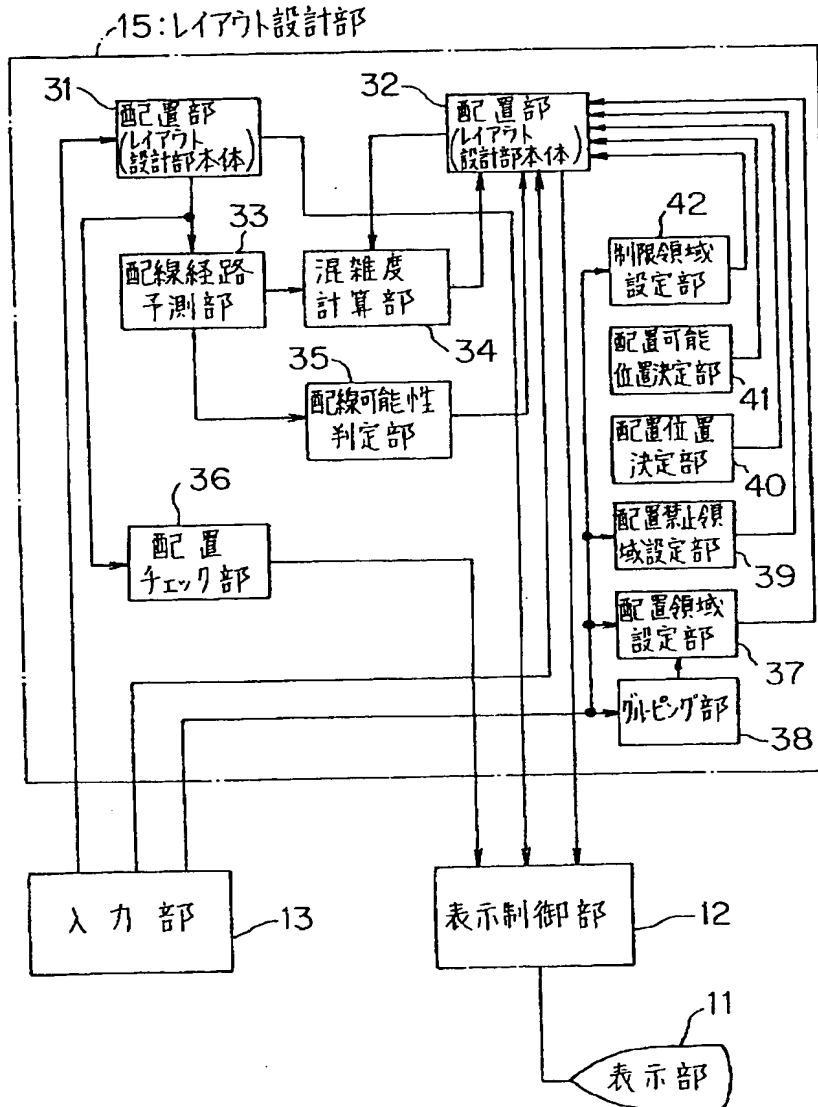 15:レイアウト設計部
31
配置部
(レイアウト
設計部本体)
32
配置部
(レイアウト
設計部本体)
33
配線経路
予測部
混雑度
計算部
34
35
配線可能性
判定部
36
配置
チェック部
42
制限領域
設定部
配置可能
位置決定部
41
配置位置
決定部
40
配置禁止領
域設定部
39
配置領域
設定部
37
グルーピング部
38
入力部
13
表示制御部
12
11
表示部